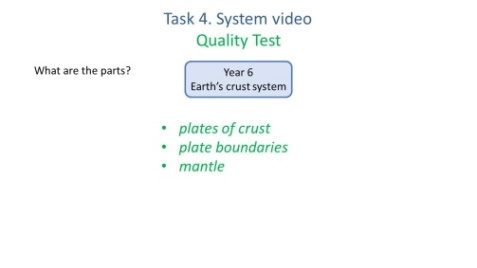 Task 4. System video
Quality Test
What are the parts?
Year 6
Earth's crust system
• plates of crust
• plate boundaries
• mantle